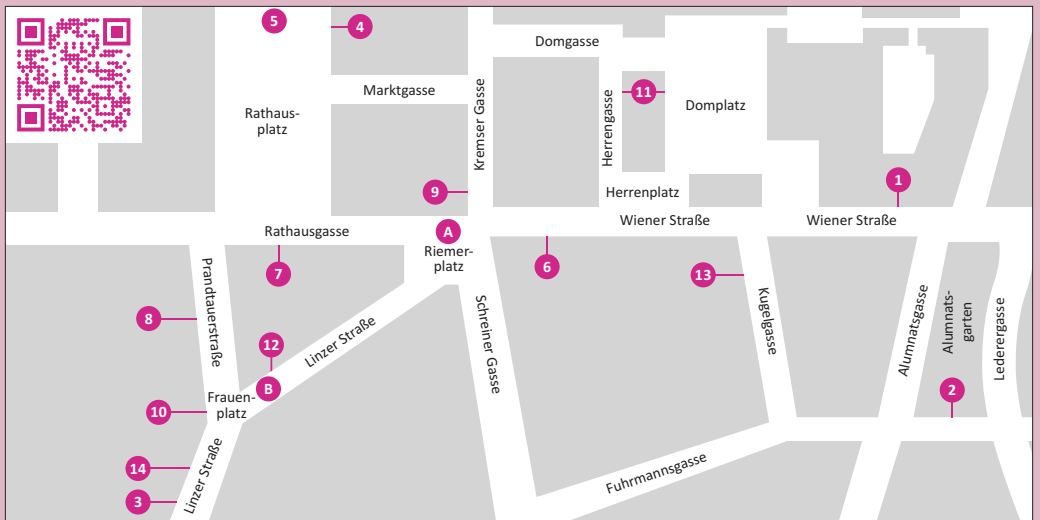 5
4
Domgasse
Marktgasse
11
Rathaus-
platz
Kremser Gasse
Herrengasse
Domplatz
9
Herrenplatz
1
Wiener Straße
Wiener Straße
Rathausgasse
A
Riemer-
platz
7
6
13
Prandtauerstraße
8
12
Linzer Straße
Schreiner Gasse
Kugelgasse
Alumnatsgasse
Alumnats-
garten
Lederergasse
B
Frauen-
platz
10
2
14
Linzer Straße
3
Fuhrmannsgasse